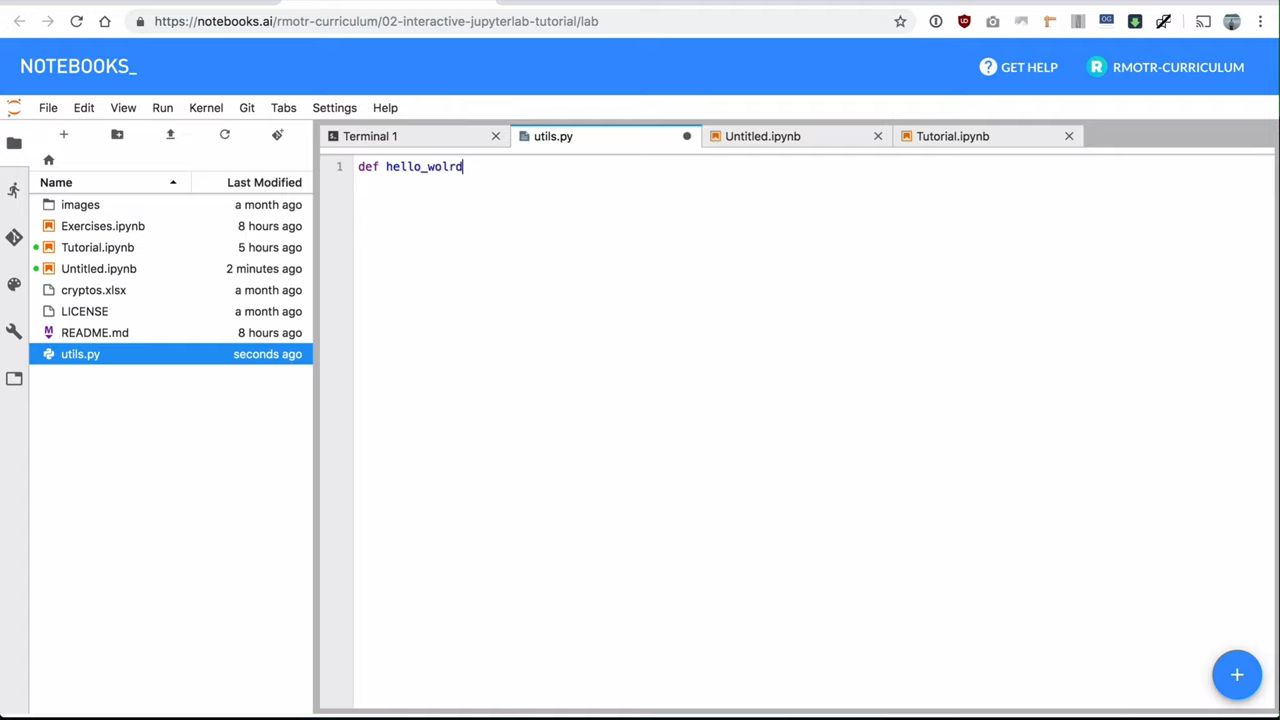 https://notebooks.ai/rmotr-curriculum/02-interactive-jupyterlab-tutorial/lab
NOTEBOOKS_
? GET HELP
R RMOTR-CURRICULUM
File Edit View Run Kernel Git Tabs Settings Help
Terminal 1
utils.py
Untitled.ipynb
Tutorial.ipynb
Name Last Modified
images a month ago
Exercises.ipynb 8 hours ago
Tutorial.ipynb 5 hours ago
Untitled.ipynb 2 minutes ago
cryptos.xlsx a month ago
LICENSE a month ago
README.md 8 hours ago
utils.py seconds ago
1 def hello_wolrd